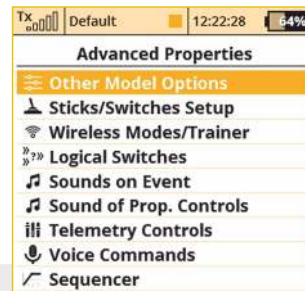 Tx Default 12:22:28 64%
Advanced Properties
Other Model Options
Sticks/Switches Setup
Wireless Modes/Trainer
Logical Switches
Sounds on Event
Sound of Prop. Controls
Telemetry Controls
Voice Commands
Sequencer